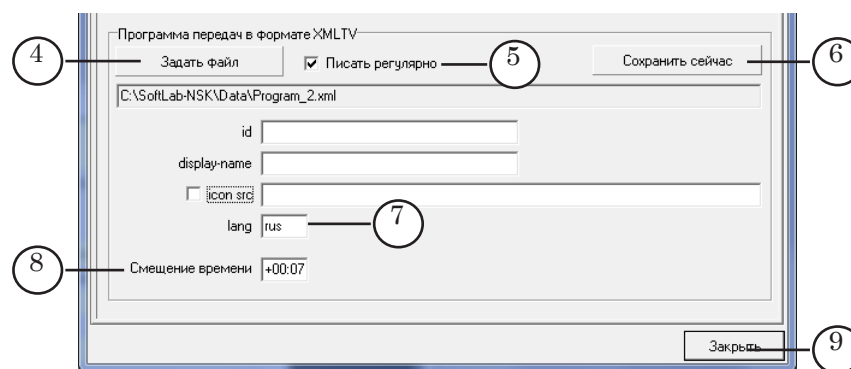 Программа передач в формате XMLTV
4 Задать файл Писать регулярно 5 Сохранить сейчас 6
C:\SoftLab-NSK\Data\Program_2.xml
id
display-name
icon src
lang rus 7
8 Смещение времени +00:07
Закрыть 9